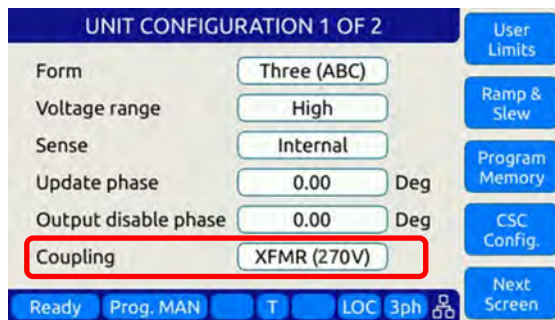 UNIT CONFIGURATION 1 OF 2
Form Three (ABC)
Voltage range High
Sense Internal
Update phase 0.00 Deg
Output disable phase 0.00 Deg
Coupling XFMR (270V)
Ready Prog. MAN T LOC 3ph
User
Limits
Ramp &
Slew
Program
Memory
CSC
Config.
Next
Screen